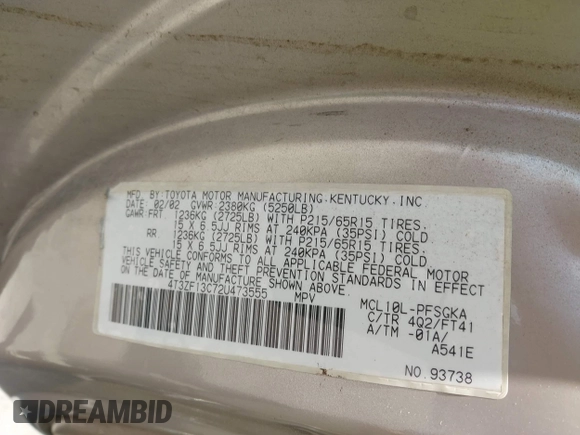 MFD. BY:TOYOTA MOTOR MANUFACTURING.KENTUCKY.INC
DATE 02/02 GVWR 2380KG (5250LB)
GAWR:FRT 1236KG (2725LB) WITH P215/65R15 TIRES.
15 X 6.5JJ RIMS AT 240KPA (35PSI) COLD.
RR 1236KG (2725LB) WITH P215/65R15 TIRES.
15 X 6.5JJ RIMS AT 240KPA (35PSI) COLD.
THIS VEHICLE CONFORMS TO ALL APPLICABLE FEDERAL MOTOR
VEHICLE SAFETY AND THEFT PREVENTION STANDARDS IN EFFECT
ON THE DATE OF MANUFACTURE SHOWN ABOVE.
4T3ZF13C72U473555 MPV
MCL10L-PFSGKA
C/TR 4Q2/FT41
A/TM -01A/
A541E
NO.93738
DREAMBID